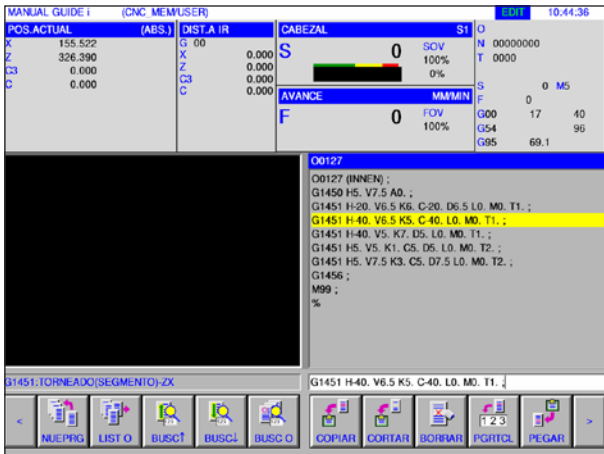 MANUAL GUIDE i (CNC_MEM/USER) EDIT 10:44:36
POS.ACTUAL (ABS.)
X 155.522
Z 326.390
C3 0.000
C 0.000
DIST.A IR
G 00
X 0.000
Z 0.000
C3 0.000
C 0.000
CABEZAL S1
S 0 SOV
100%
0%
AVANCE MM/MIN
F 0 FOV
100%
O
N 00000000
T 0000
S 0 M5
F 0
G00 17 40
G54 96
G95 69.1
O0127
O0127 (INNEN) ;
G1450 H5. V7.5 A0. ;
G1451 H-20. V6.5 K6. C-20. D6.5 L0. M0. T1. ;
G1451 H-40. V6.5 K5. C-40. L0. M0. T1. ;
G1451 H-40. V5. K7. D5. L0. M0. T1. ;
G1451 H5. V5. K1. C5. D5. L0. M0. T2. ;
G1451 H5. V7.5 K3. C5. D7.5 L0. M0. T2. ;
G1456 ;
M99 ;
%
G1451:TORNEADO(SEGMENTO)-ZX
G1451 H-40. V6.5 K5. C-40. L0. M0. T1. ;
< NUEPRG LIST O BUSC↑ BUSC↓ BUSC O COPIAR CORTAR BORRAR PGRTCL PEGAR >
123